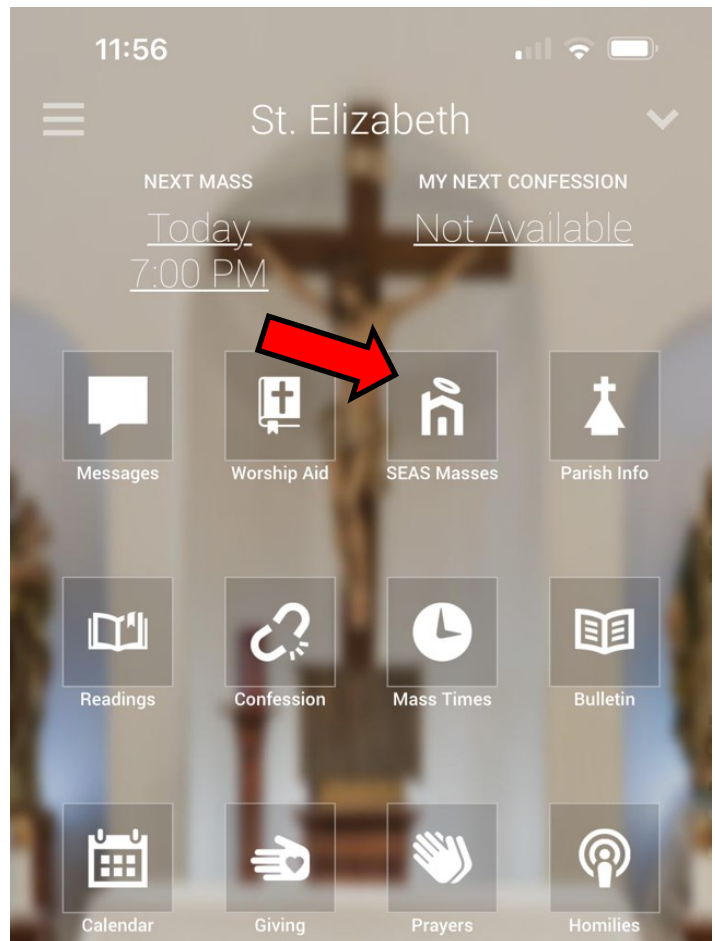 11:56
St. Elizabeth
NEXT MASS
MY NEXT CONFESSION
Today
7:00 PM
Not Available
Messages
Worship Aid
SEAS Masses
Parish Info
Readings
Confession
Mass Times
Bulletin
Calendar
Giving
Prayers
Homilies